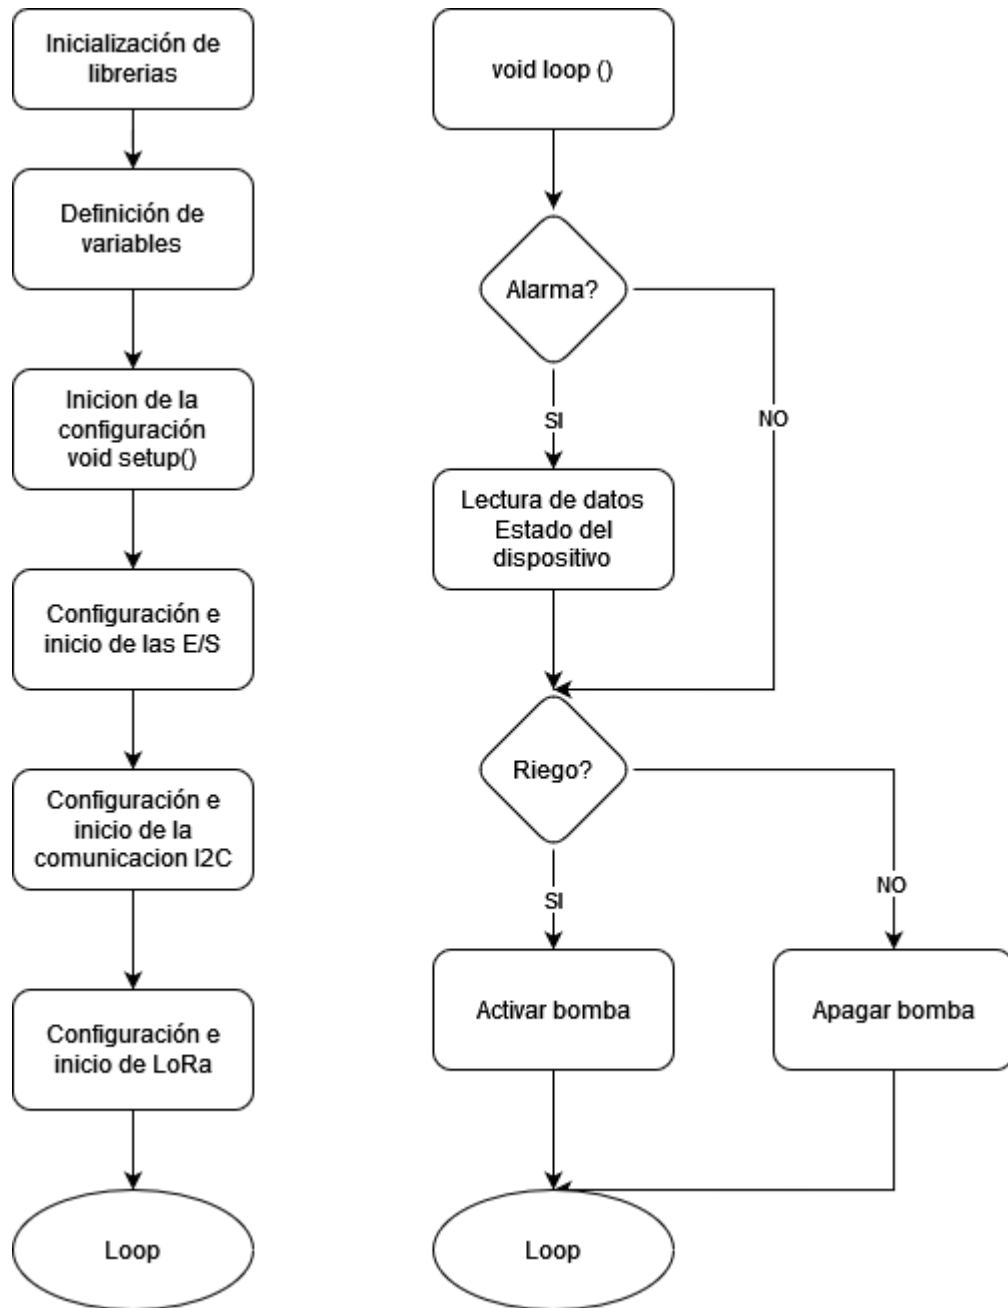 Inicialización de
librerias
Definición de
variables
Inicion de la
configuración
void setup()
Configuración e
inicio de las E/S
Configuración e
inicio de la
comunicacion I2C
Configuración e
inicio de LoRa
Loop
void loop ()
Alarma?
SI
NO
Lectura de datos
Estado del
dispositivo
Riego?
SI
NO
Activar bomba
Apagar bomba
Loop